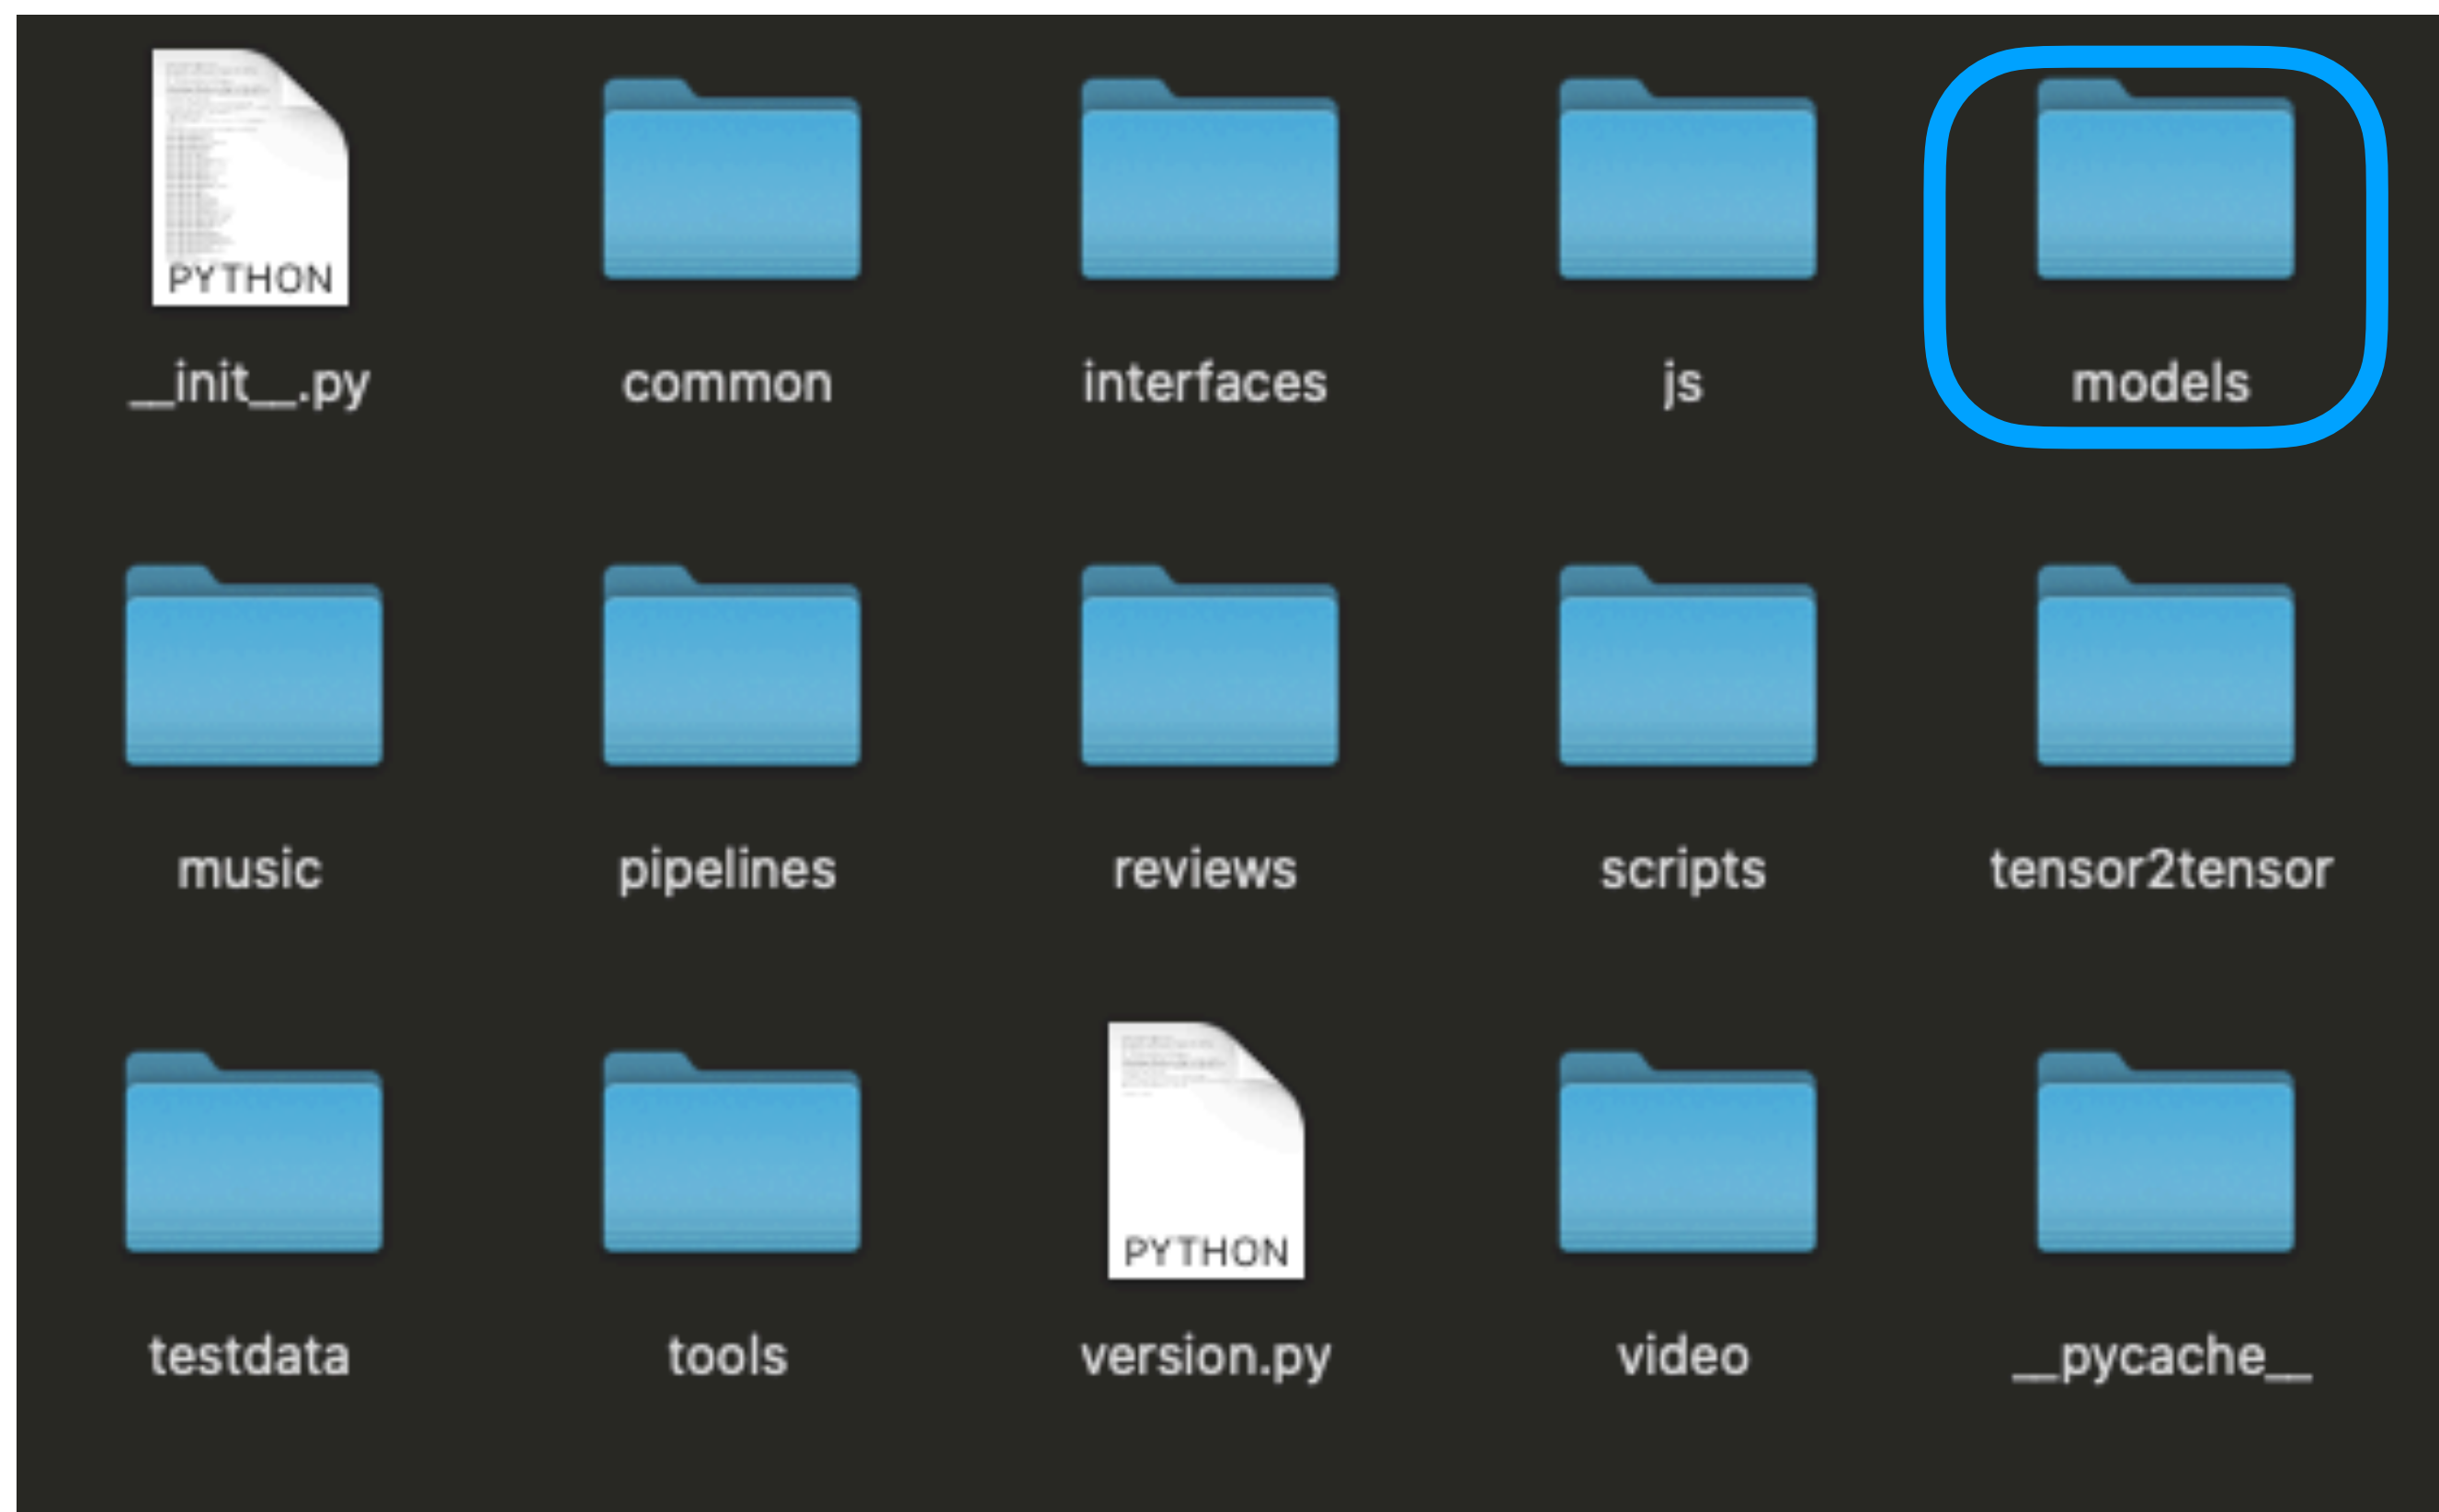 PYTHON
__init__.py
common
interfaces
js
models
music
pipelines
reviews
scripts
tensor2tensor
testdata
tools
PYTHON
version.py
video
__pycache__